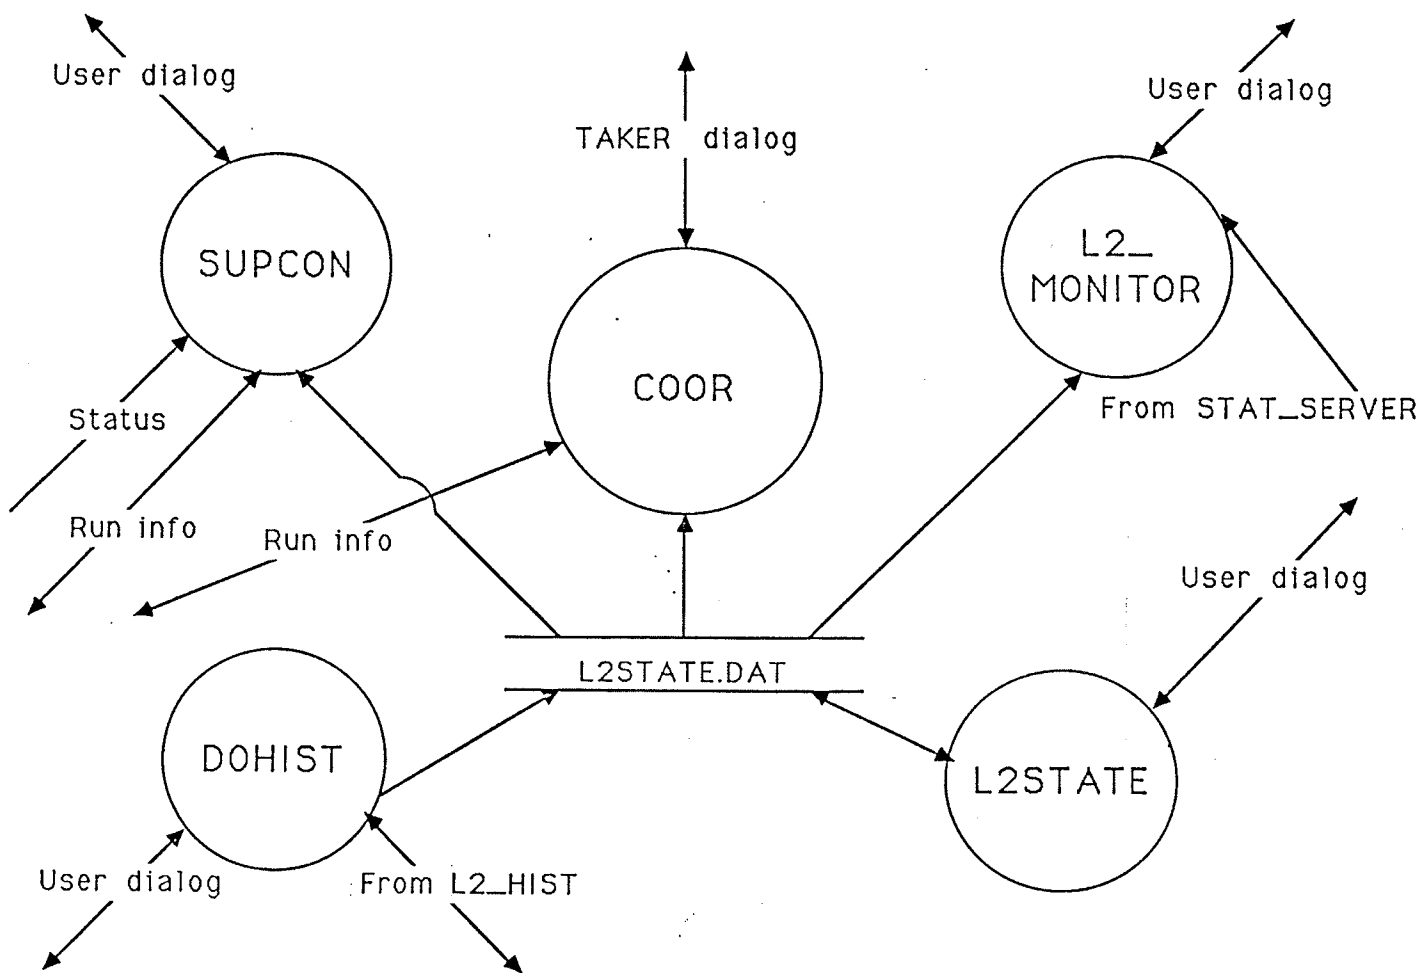 User dialog
TAKER dialog
User dialog
SUPCON
L2_
MONITOR
COOR
Status
From STAT_SERVER
Run info
Run info
User dialog
L2STATE.DAT
DOHIST
L2STATE
User dialog
From L2_HIST